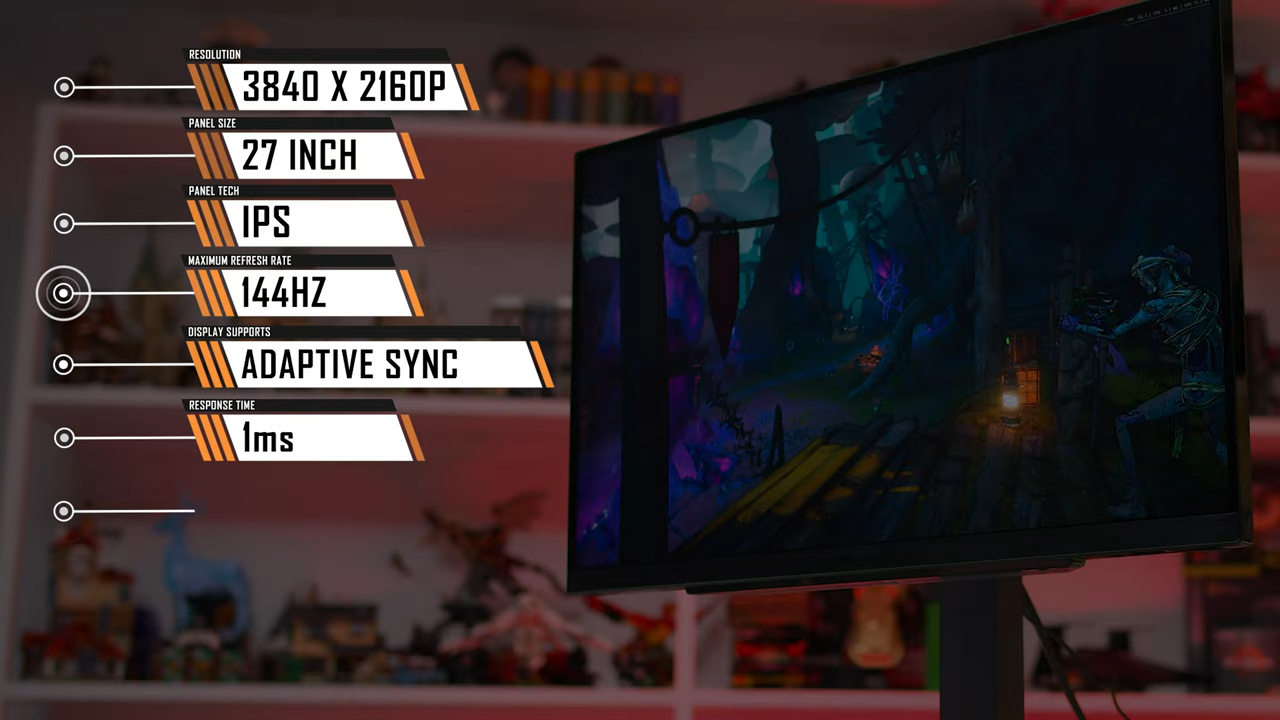 RESOLUTION
3840 X 2160P
PANEL SIZE
27 INCH
PANEL TECH
IPS
MAXIMUM REFRESH RATE
144HZ
DISPLAY SUPPORTS
ADAPTIVE SYNC
RESPONSE TIME
1ms